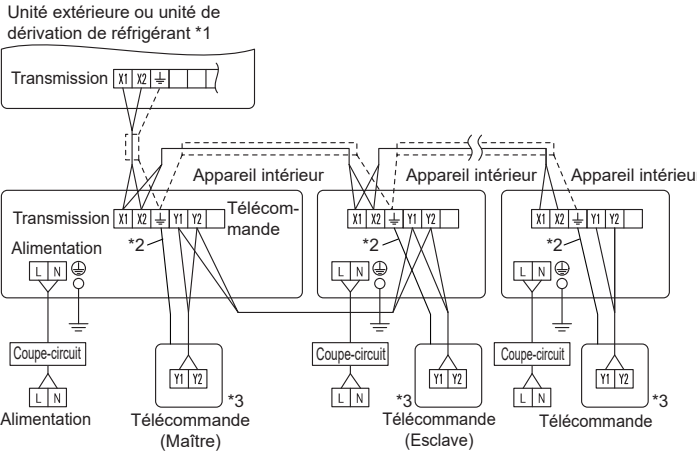 Unité extérieure ou unité de
dérivation de réfrigérant *1
Transmission X1 X2
Appareil intérieur
Appareil intérieur
Appareil intérieur
Transmission X1 X2 Y1 Y2 Télécom-
mande
X1 X2 Y1 Y2
X1 X2 Y1 Y2
*2
*2
*2
Alimentation
L N
L N
L N
Coupe-circuit
Coupe-circuit
Coupe-circuit
Y1 Y2
Y1 Y2
Y1 Y2
L N
L N
L N
*3
*3
*3
Alimentation
Télécommande
(Maître)
Télécommande
(Esclave)
Télécommande